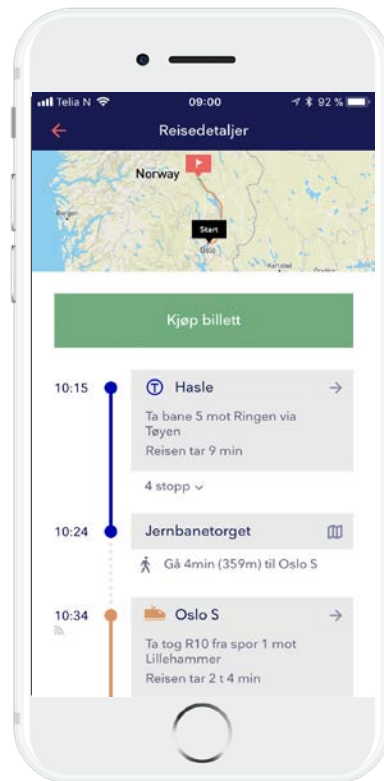 Telia N 09:00 92 %
Reisedetaljer
Norway
Start
Oslo
Kjøp billett
10:15 T Hasle
Ta bane 5 mot Ringen via
Tøyen
Reisen tar 9 min
4 stopp
10:24 Jernbanetorget
Gå 4min (359m) til Oslo S
10:34 Oslo S
Ta tog R10 fra spor 1 mot
Lillehammer
Reisen tar 2 t 4 min